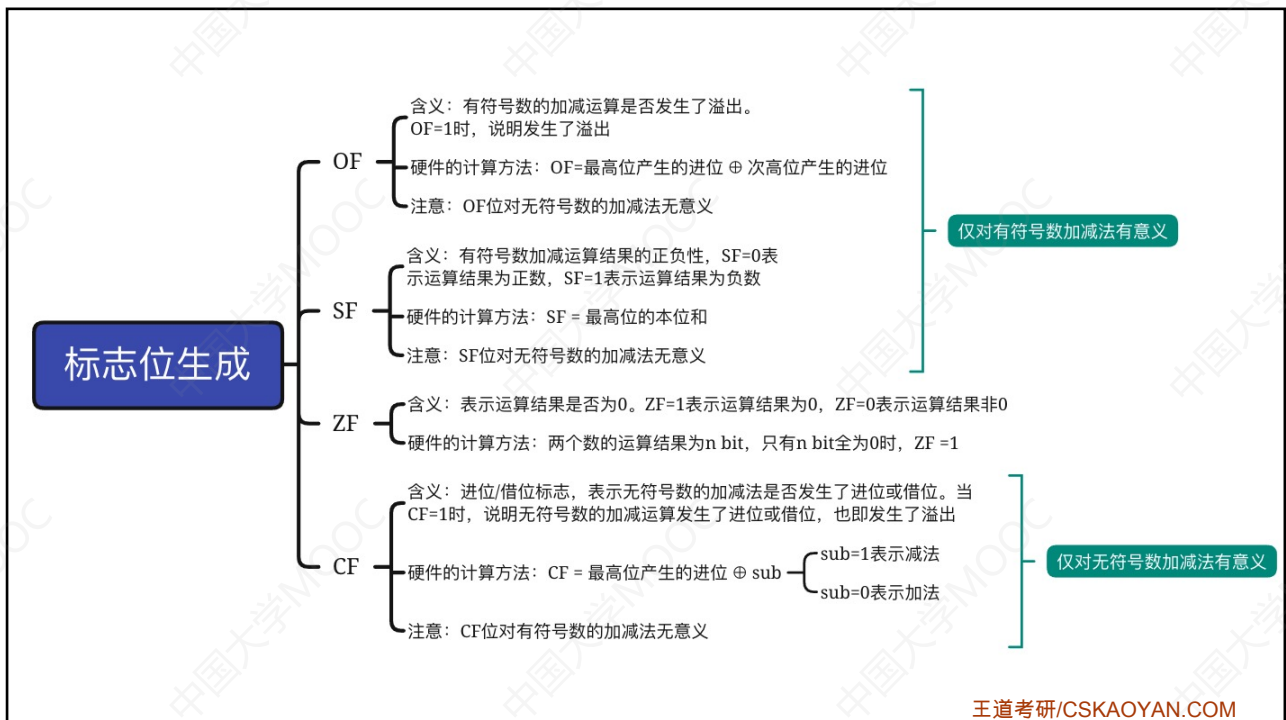 标志位生成
OF
含义：有符号数的加减运算是否发生了溢出。
OF=1时，说明发生了溢出
硬件的计算方法：OF=最高位产生的进位 ⊕ 次高位产生的进位
注意：OF位对无符号数的加减法无意义
SF
含义：有符号数加减运算结果的正负性，SF=0表
示运算结果为正数，SF=1表示运算结果为负数
硬件的计算方法：SF = 最高位的本位和
注意：SF位对无符号数的加减法无意义
仅对有符号数加减法有意义
ZF
含义：表示运算结果是否为0。ZF=1表示运算结果为0，ZF=0表示运算结果非0
硬件的计算方法：两个数的运算结果为n bit，只有n bit全为0时，ZF =1
CF
含义：进位/借位标志，表示无符号数的加减法是否发生了进位或借位。当
CF=1时，说明无符号数的加减运算发生了进位或借位，也即发生了溢出
硬件的计算方法：CF = 最高位产生的进位 ⊕ sub
sub=1表示减法
sub=0表示加法
注意：CF位对有符号数的加减法无意义
仅对无符号数加减法有意义
王道考研/CSKAOYAN.COM
中国大学MOOC